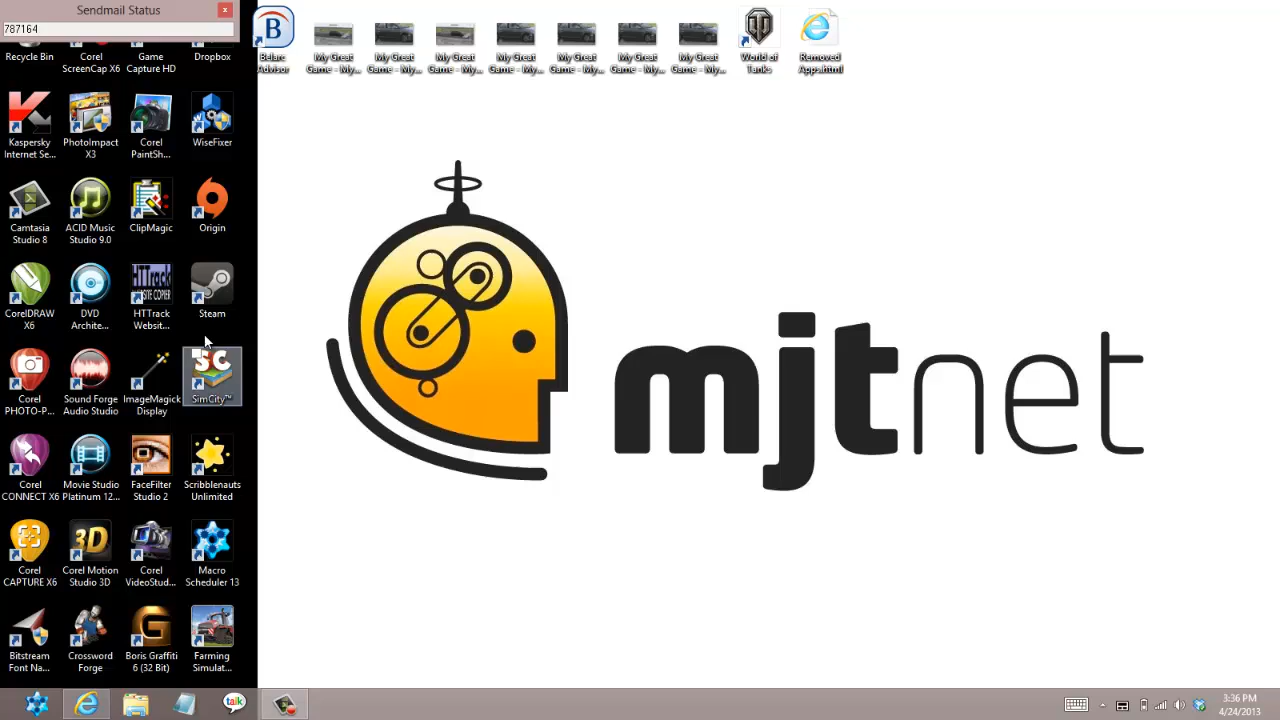 Sendmail Status
787164
Oracle BC
Corel
ScreenCap X6
Game
Capture HD
Dropbox
Belarc
Advisor
My Great
Game - My...
My Great
Game - My...
My Great
Game - My...
My Great
Game - My...
My Great
Game - My...
My Great
Game - My...
My Great
Game - My...
World of
Tanks
Removed
Apps.html
Kaspersky
Internet Se...
PhotoImpact
X3
Corel
PaintSh...
WiseFixer
Camtasia
Studio 8
ACID Music
Studio 9.0
ClipMagic
Origin
CorelDRAW
X6
DVD
Archite...
HTTrack
Websit...
Steam
Corel
PHOTO-P...
Sound Forge
Audio Studio
ImageMagick
Display
SC
SimCity™
Corel
CONNECT X6
Movie Studio
Platinum 12...
FaceFilter
Studio 2
Scribblenauts
Unlimited
Corel
CAPTURE X6
3D
Corel Motion
Studio 3D
Corel
VideoStud...
Macro
Scheduler 13
Bitstream
Font Na...
Crossword
Forge
Boris Graffiti
6 (32 Bit)
Farming
Simulat...
mjtnet
talk
3:36 PM
4/24/2013